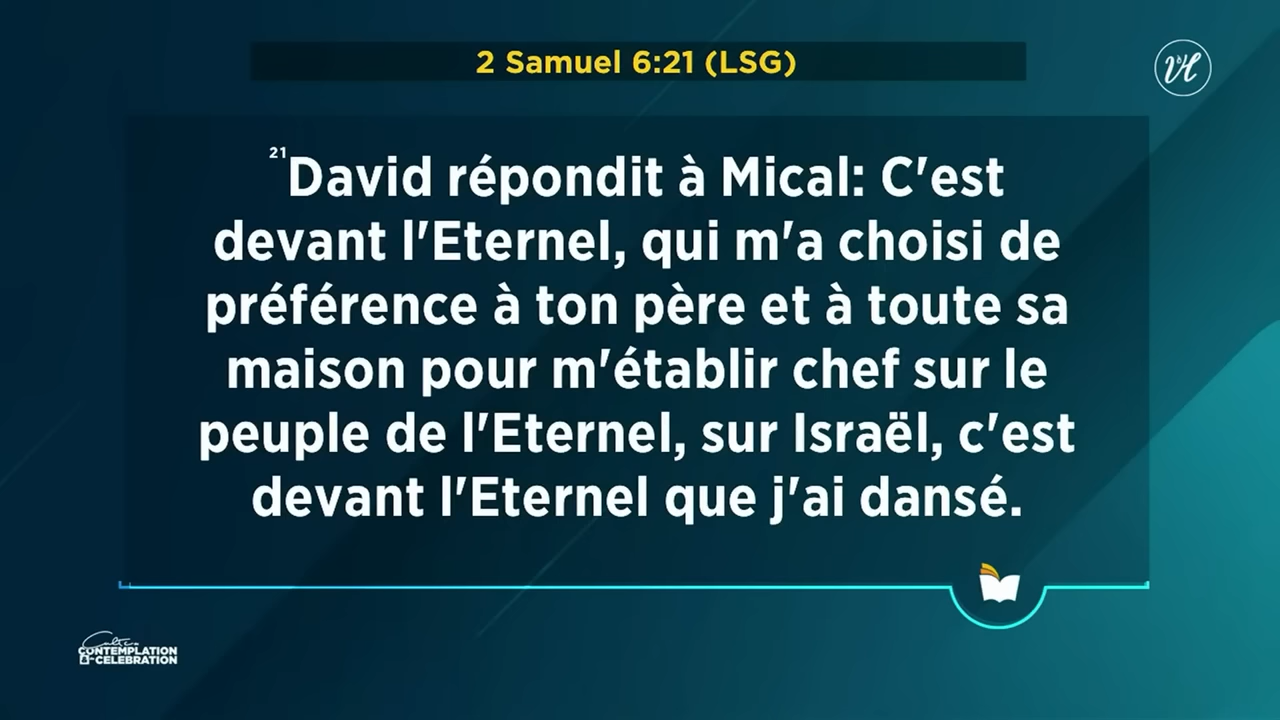 2 Samuel 6:21 (LSG)
VH
21David répondit à Mical: C'est
devant l'Eternel, qui m'a choisi de
préférence à ton père et à toute sa
maison pour m'établir chef sur le
peuple de l'Eternel, sur Israël, c'est
devant l'Eternel que j'ai dansé.
CONTEMPLATION
CELEBRATION